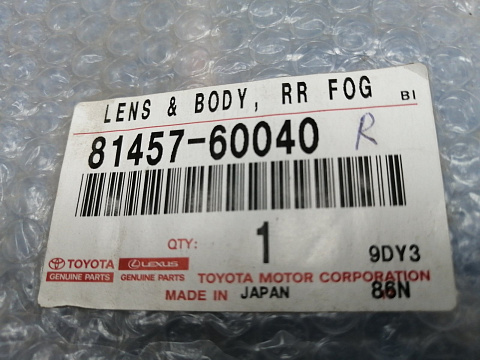 LENS & BODY, RR FOG BI
81457-60040 R
QTY: 1 9DY3
TOYOTA LEXUS
GENUINE PARTS GENUINE PARTS TOYOTA MOTOR CORPORATION
MADE IN JAPAN 86N